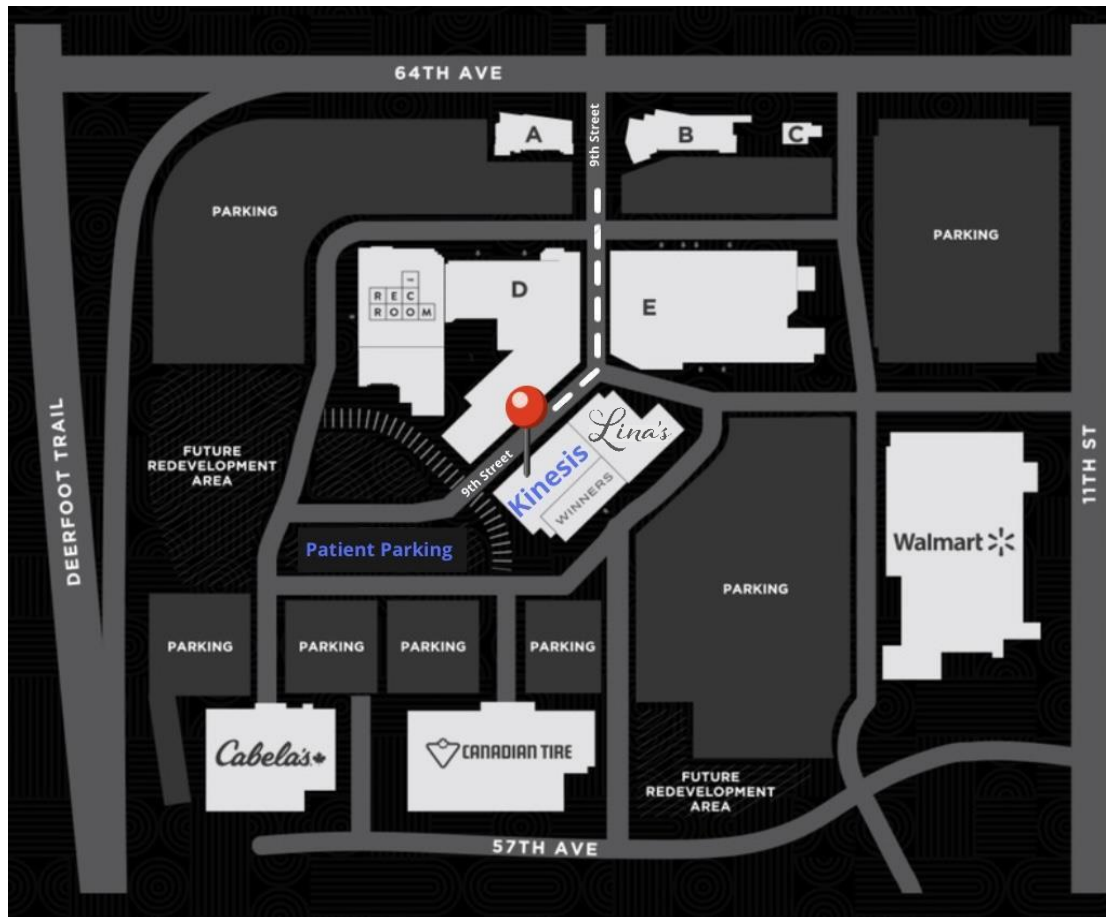 64TH AVE
9th Street
A
B
C
PARKING
PARKING
THE
REC
ROOM
D
E
DEERFOOT TRAIL
11TH ST
FUTURE
REDEVELOPMENT
AREA
Lina's
Kinesis
WINNERS
9th Street
Patient Parking
Walmart
PARKING
PARKING
PARKING
PARKING
PARKING
Cabela's
CANADIAN TIRE
FUTURE
REDEVELOPMENT
AREA
57TH AVE